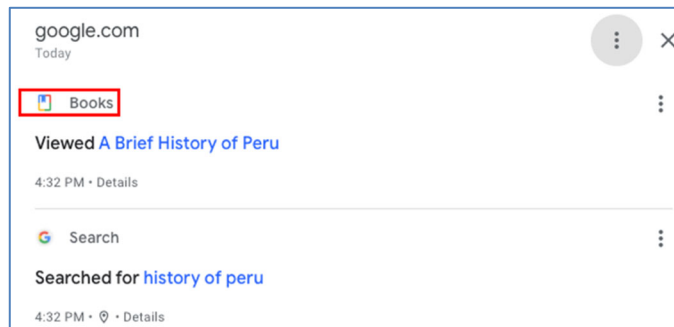 google.com
Today
Books
Viewed A Brief History of Peru
4:32 PM • Details
Search
Searched for history of peru
4:32 PM • • Details